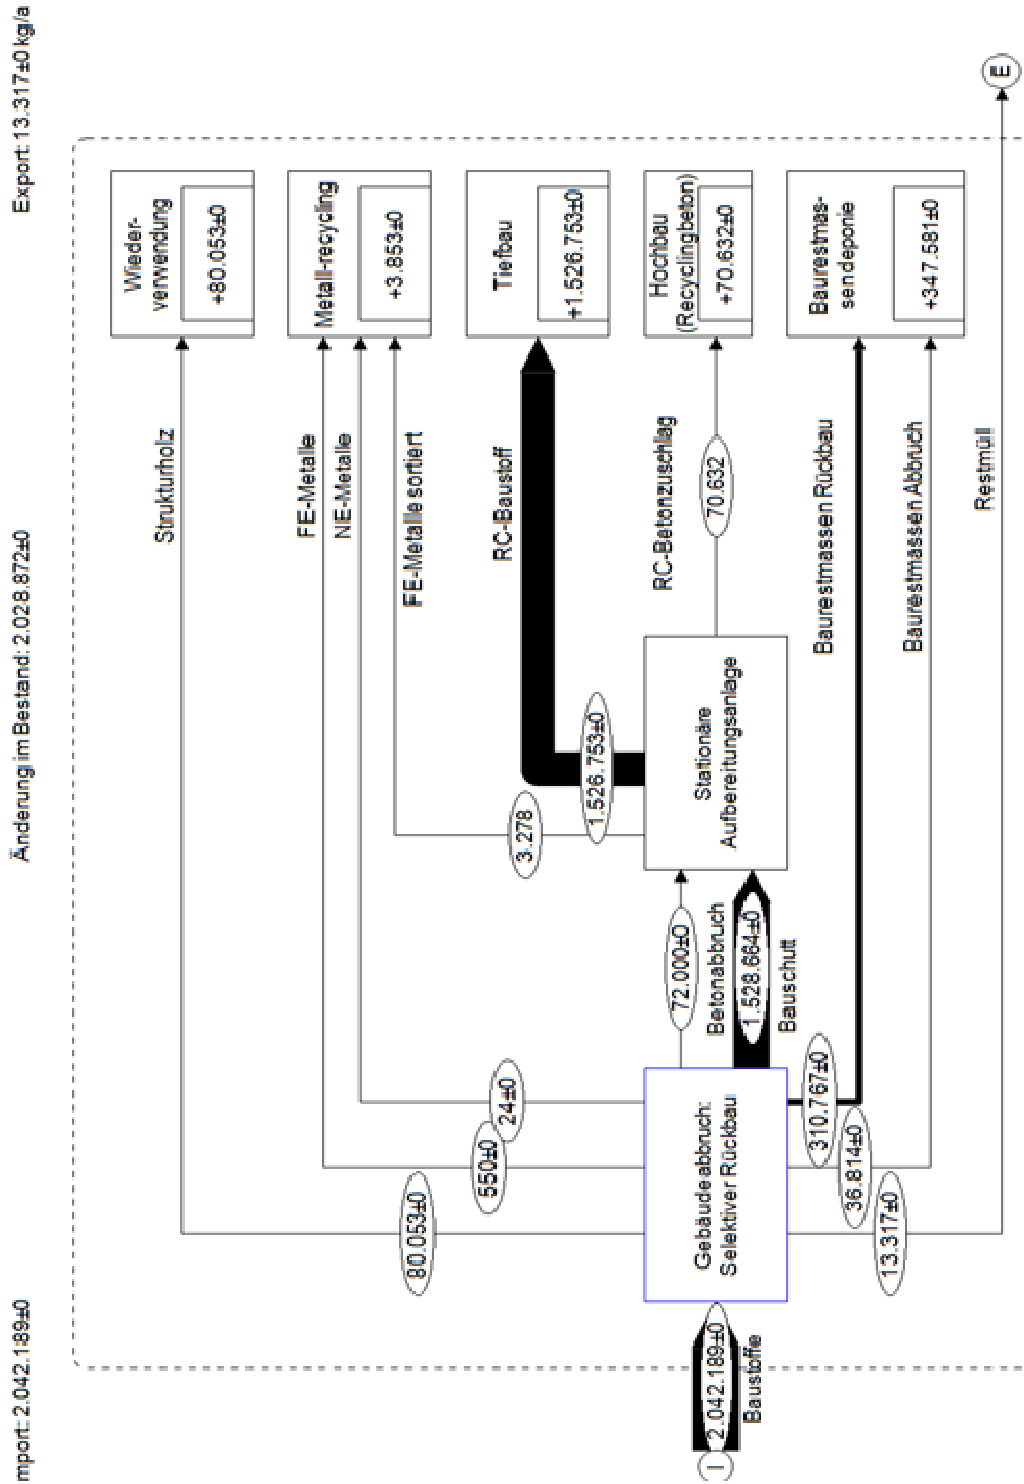 mport: 2.042.189±0
Änderung im Bestand: 2.028.872±0
Export: 13.317±0 kg/a
Wieder-
verwendung
+80.053±0
Strukturholz
80.053±0
Metall-recycling
+3.853±0
FE-Metalle
550±0
NE-Metalle
24±0
FE-Metalle sortiert
3.278
Tiefbau
+1.526.753±0
RC-Baustoff
1.526.753±0
Hochbau
(Recyclingbeton)
+70.632±0
RC-Betonzuschlag
70.632
Stationäre
Aufbereitungsanlage
72.000±0
Betonabbruch
1.528.664±0
Bauschutt
Gebäudeabbruch:
Selektiver Rückbau
I
2.042.189±0
Baustoffe
Baurestmas-
sendeponie
+347.581±0
Baurestmassen Rückbau
310.767±0
Baurestmassen Abbruch
36.814±0
Restmüll
13.317±0
E